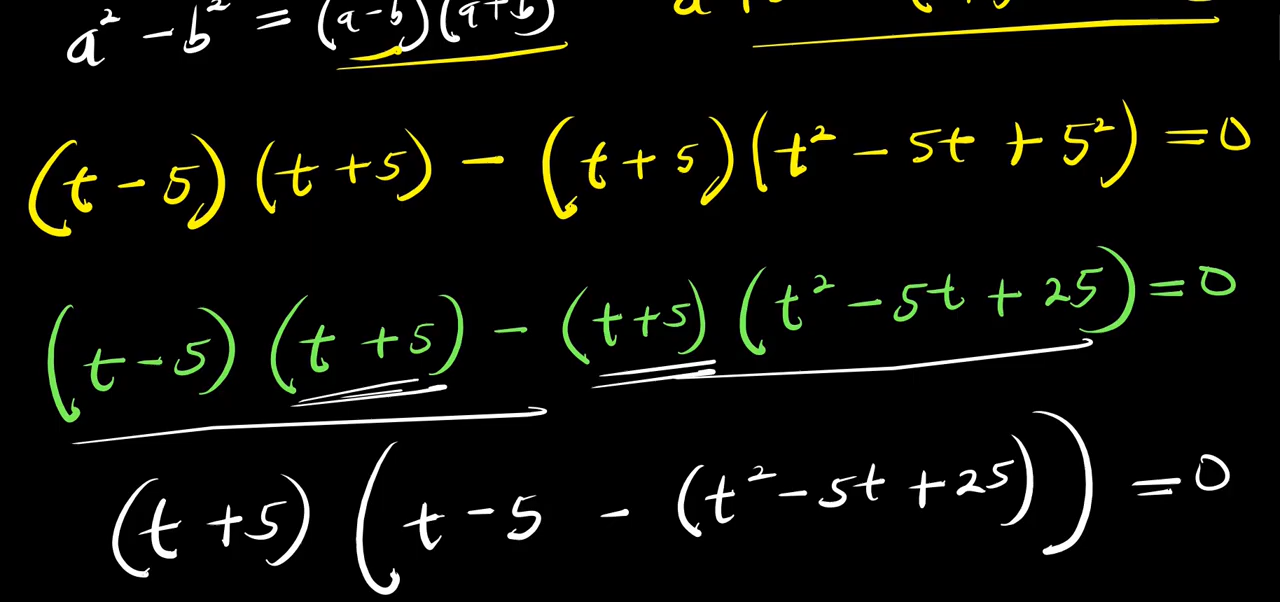 a² - b² = (a-b)(a+b)
(t-5)(t+5) - (t+5)(t² - 5t + 5²) = 0
(t-5)(t+5) - (t+5)(t² - 5t + 25) = 0
(t+5)(t-5 - (t² - 5t + 25)) = 0